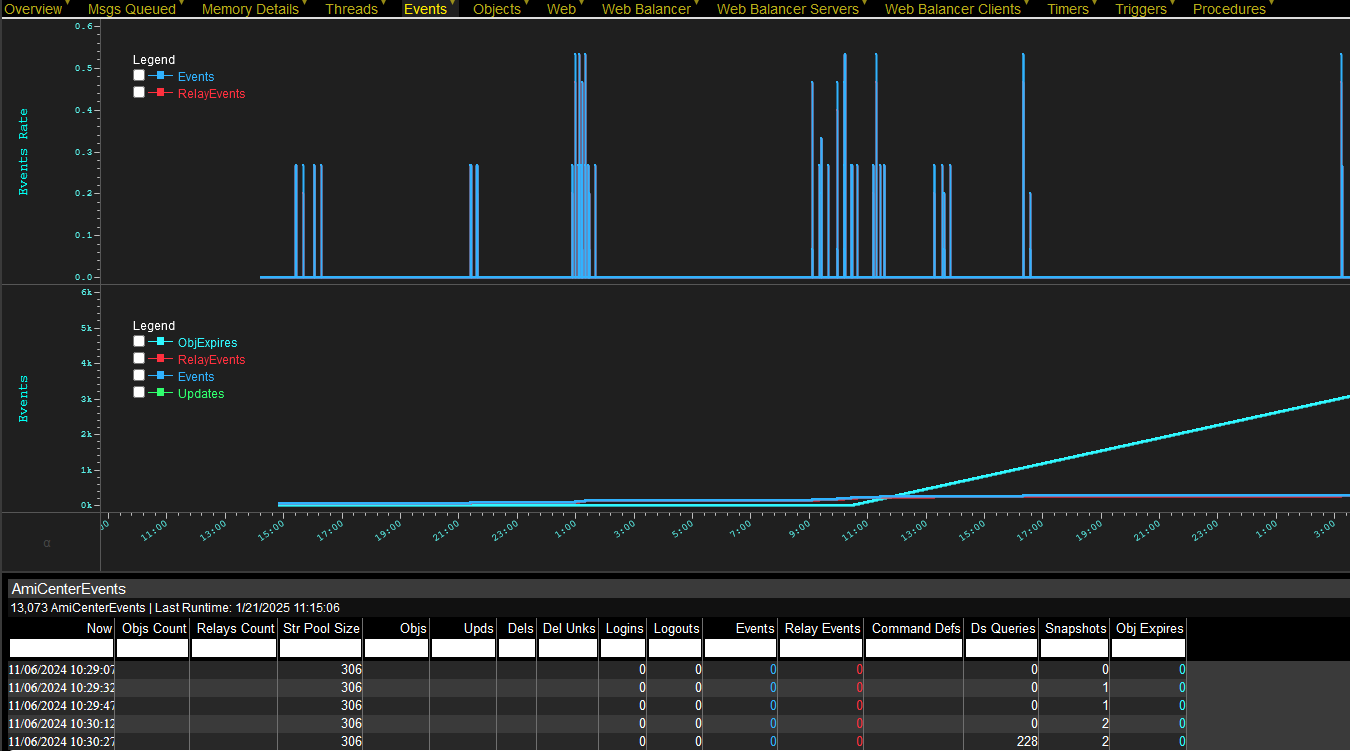 Overview Msgs Queued Memory Details Threads Events Objects Web Web Balancer Web Balancer Servers Web Balancer Clients Timers Triggers Procedures
Events Rate
0.6
0.5
0.4
0.3
0.2
0.1
0.0
Legend
Events
RelayEvents
Events
6k
5k
4k
3k
2k
1k
0k
Legend
ObjExpires
RelayEvents
Events
Updates
11:00 13:00 15:00 17:00 19:00 21:00 23:00 1:00 3:00 5:00 7:00 9:00 11:00 13:00 15:00 17:00 19:00 21:00 23:00 1:00 3:00
α
AmiCenterEvents
13,073 AmiCenterEvents | Last Runtime: 1/21/2025 11:15:06
Now Objs Count Relays Count Str Pool Size Objs Upds Dels Del Unks Logins Logouts Events Relay Events Command Defs Ds Queries Snapshots Obj Expires
11/06/2024 10:29:07 306 0 0 0 0 0 0 0
11/06/2024 10:29:32 306 0 0 0 0 0 1 0
11/06/2024 10:29:47 306 0 0 0 0 0 1 0
11/06/2024 10:30:12 306 0 0 0 0 0 2 0
11/06/2024 10:30:27 306 0 0 0 0 228 2 0